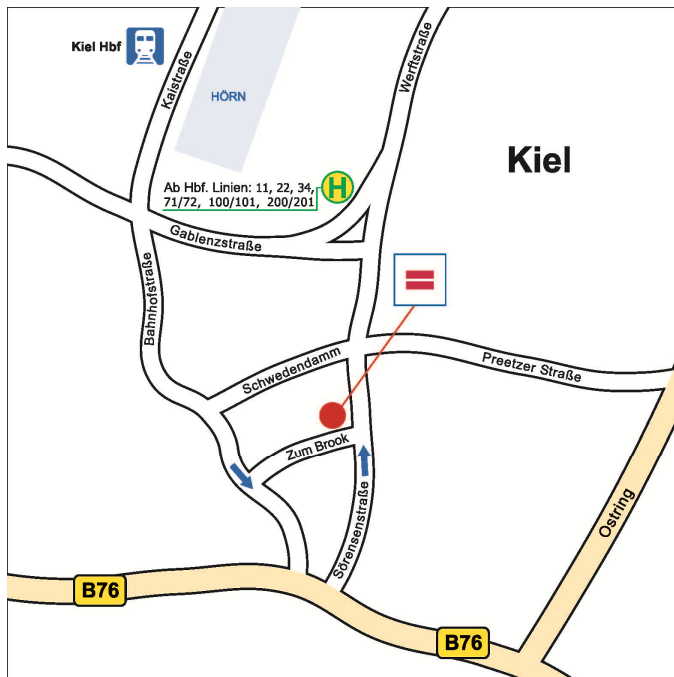 Kiel Hbf
Kaistraße
HÖRN
Werftstraße
Kiel
Ab Hbf. Linien: 11, 22, 34,
71/72, 100/101, 200/201
H
Gablenzstraße
Bahnhofstraße
Schwedendamm
Preetzer Straße
Zum Brook
Sörensenstraße
Ostring
B76
B76